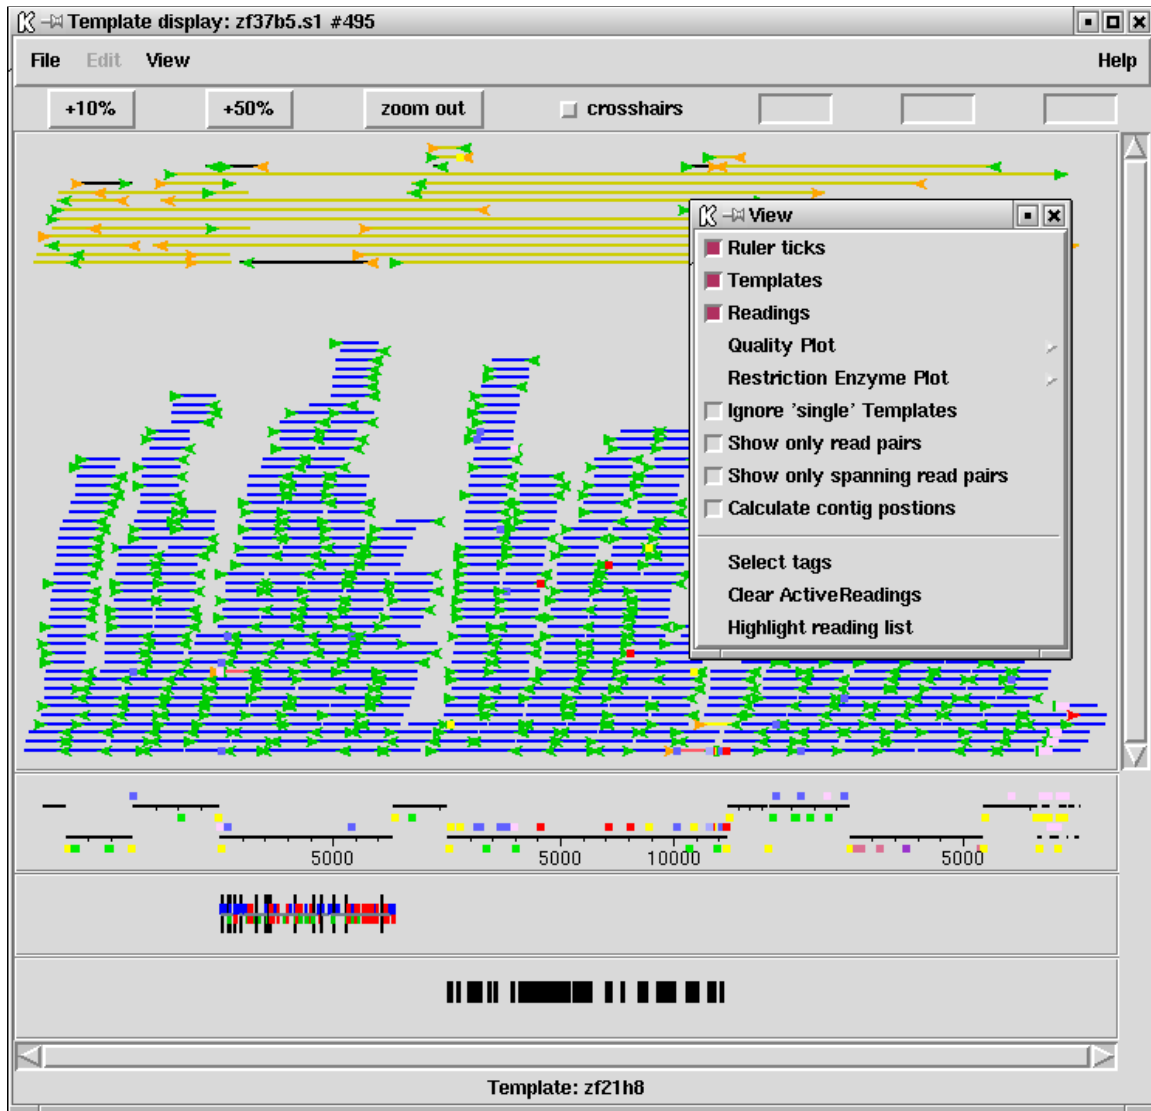 Template display: zf37b5.s1 #495
File Edit View Help
+10% +50% zoom out crosshairs
View
Ruler ticks
Templates
Readings
Quality Plot
Restriction Enzyme Plot
Ignore 'single' Templates
Show only read pairs
Show only spanning read pairs
Calculate contig postions
Select tags
Clear ActiveReadings
Highlight reading list
5000 5000 10000 5000
Template: zf21h8